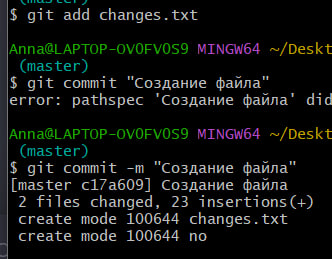 $ git add changes.txt
Anna@LAPTOP-OVOFVOS9 MINGW64 ~/Deskt
(master)
$ git commit "Создание файла"
error: pathspec 'Создание файла' did
Anna@LAPTOP-OVOFVOS9 MINGW64 ~/Deskt
(master)
$ git commit -m "Создание файла"
[master c17a609] Создание файла
2 files changed, 23 insertions(+)
create mode 100644 changes.txt
create mode 100644 no